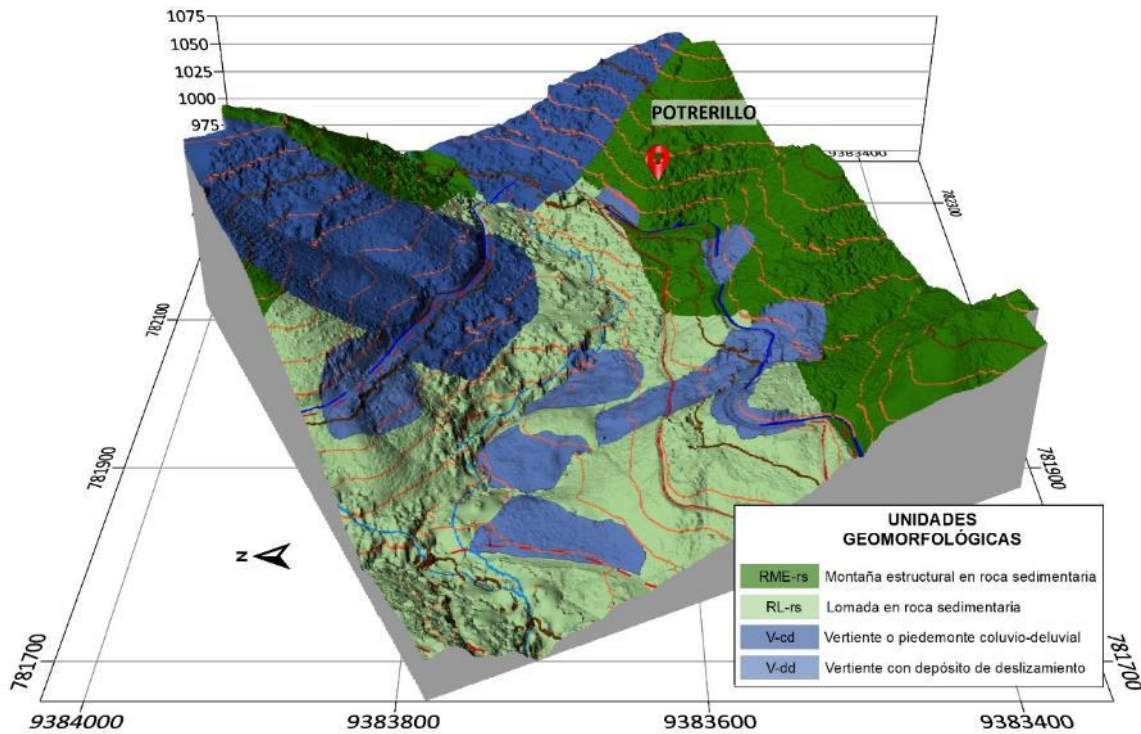 1075
1050
1025
1000
975
POTRERILLO
9383400
782300
782100
781900
781900
N
781700
781700
9384000
9383800
9383600
9383400
UNIDADES
GEOMORFOLÓGICAS
RME-rs Montaña estructural en roca sedimentaria
RL-rs Lomada en roca sedimentaria
V-cd Vertiente o piedemonte coluvio-deluvial
V-dd Vertiente con depósito de deslizamiento